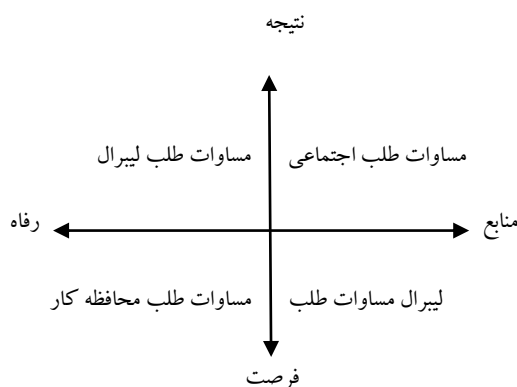 نتیجه
مساوات طلب اجتماعی
مساوات طلب لیبرال
منابع
رفاه
لیبرال مساوات طلب
مساوات طلب محافظه کار
فرصت